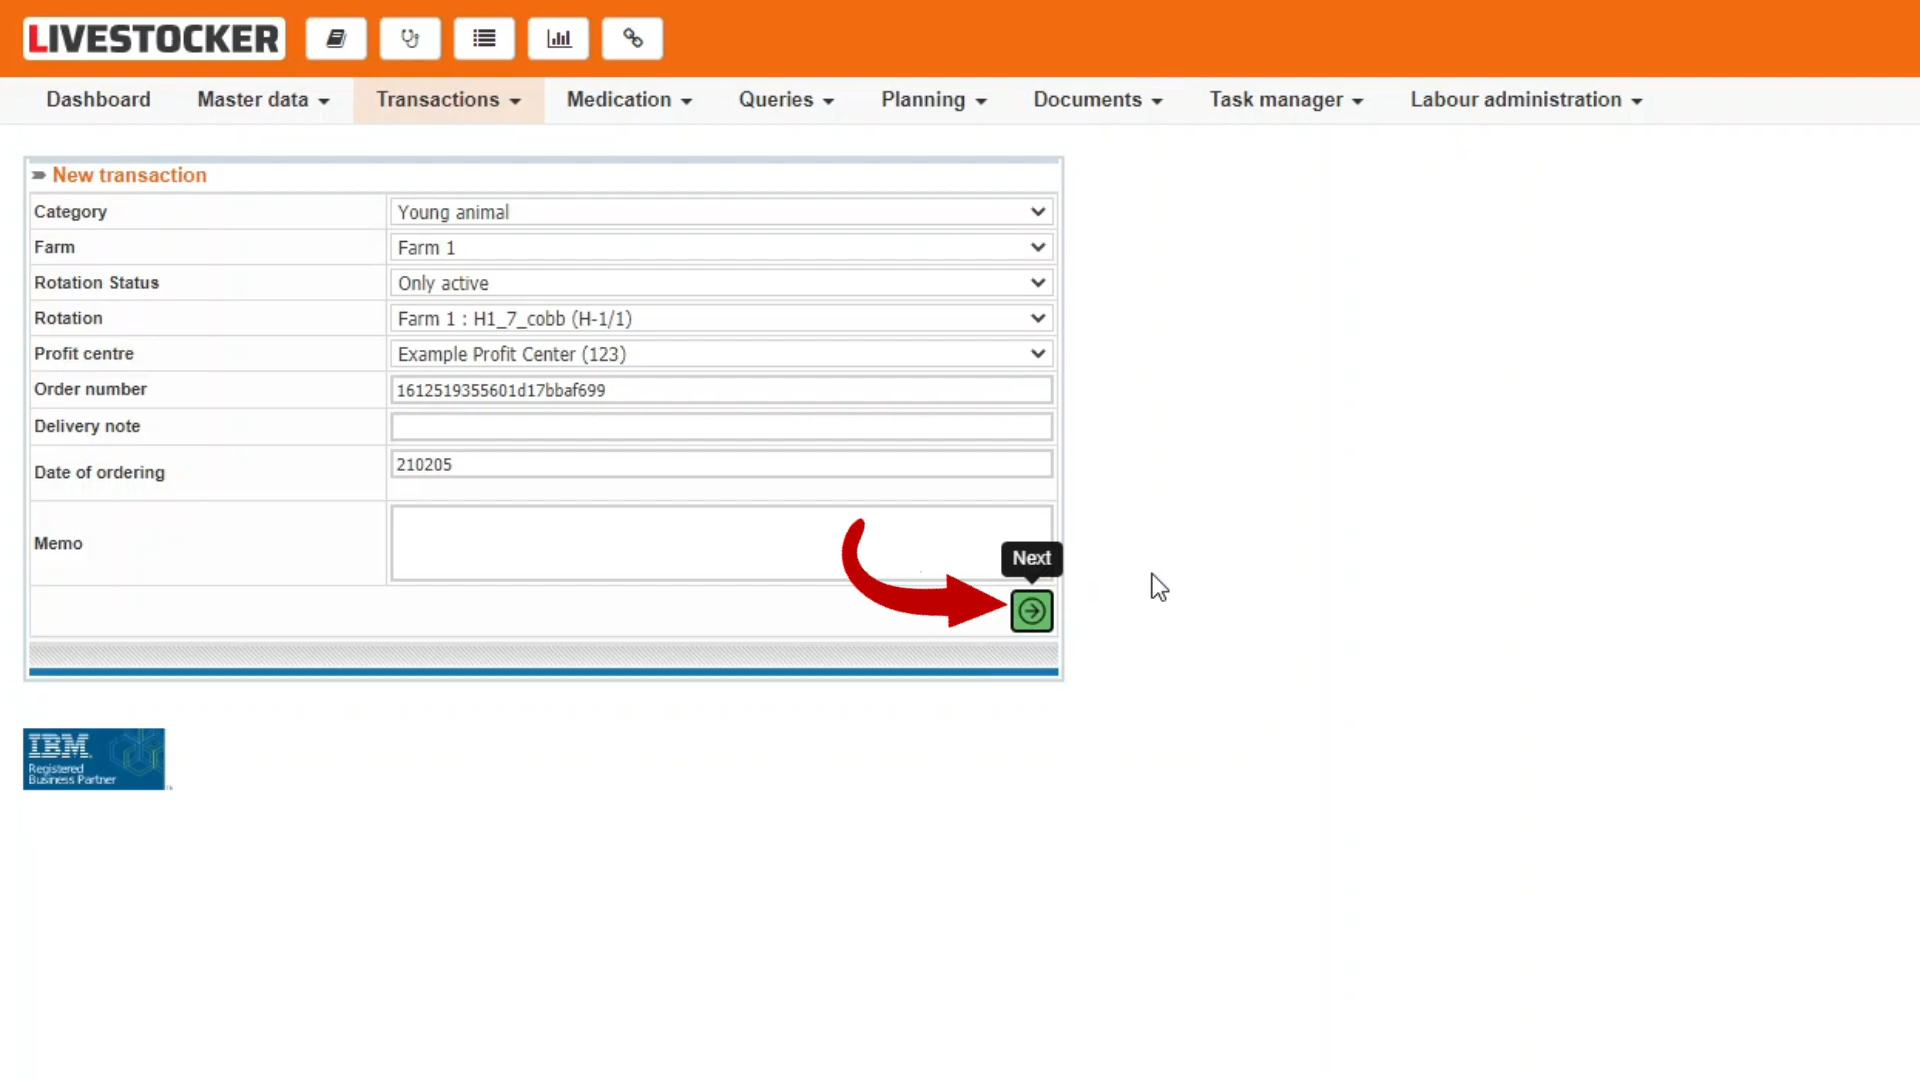 LIVESTOCKER
Dashboard Master data Transactions Medication Queries Planning Documents Task manager Labour administration
New transaction
Category Young animal
Farm Farm 1
Rotation Status Only active
Rotation Farm 1 : H1_7_cobb (H-1/1)
Profit centre Example Profit Center (123)
Order number 1612519355601d17bbaf699
Delivery note
Date of ordering 210205
Memo
Next
IBM
Registered
Business Partner